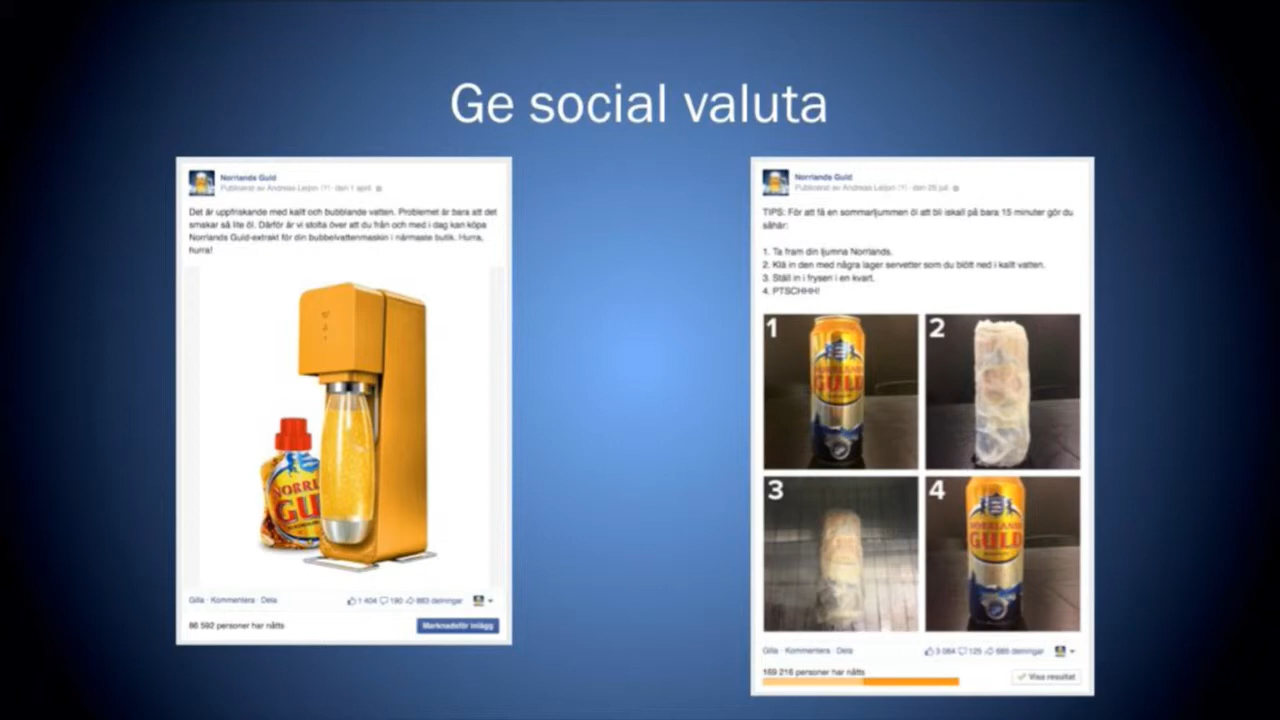 Ge social valuta
Norrlands Guld
Publicerat av Andreas Leijon [?] · den 1 april ·
Det är uppfriskande med kallt och bubblande vatten. Problemet är bara att det
smakar så lite öl. Därför är vi stolta över att du från och med i dag kan köpa
Norrlands Guld-extrakt för din bubbelvattenmaskin i närmaste butik. Hurra,
hurra!
NORRL
GU
Gilla · Kommentera · Dela 1 404 190 883 delningar
86 592 personer har nåtts Marknadsför inlägg
Norrlands Guld
Publicerat av Andreas Leijon [?] · den 28 juli ·
TIPS: För att få en sommarljummen öl att bli iskall på bara 15 minuter gör du
såhär:
1. Ta fram din ljumna Norrlands.
2. Klä in den med några lager servetter som du blött ned i kallt vatten.
3. Ställ in i frysen i en kvart.
4. PTSCHHH!
1
NORRLANDS
GULD
2
3
4
NORRLANDS
GULD
Gilla · Kommentera · Dela 3 084 125 685 delningar
169 216 personer har nåtts Visa resultat